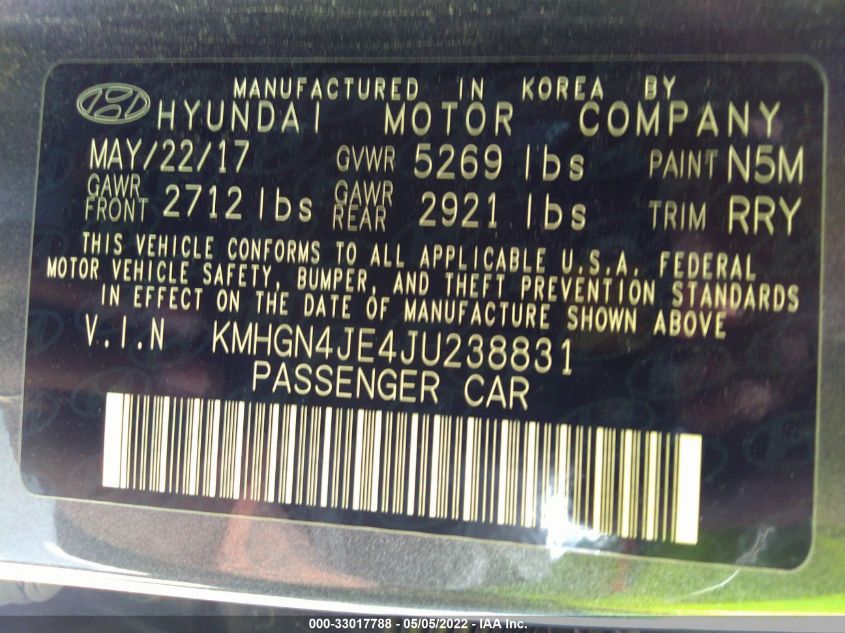 MANUFACTURED IN KOREA BY
HYUNDAI MOTOR COMPANY
MAY/22/17 GVWR 5269 lbs PAINT N5M
GAWR FRONT 2712 lbs GAWR REAR 2921 lbs TRIM RRY
THIS VEHICLE CONFORMS TO ALL APPLICABLE U.S.A. FEDERAL
MOTOR VEHICLE SAFETY, BUMPER, AND THEFT PREVENTION STANDARDS
IN EFFECT ON THE DATE OF MANUFACTURE SHOWN ABOVE
V.I.N KMHGN4JE4JU238831
PASSENGER CAR
000-33017788 - 05/05/2022 - IAA Inc.